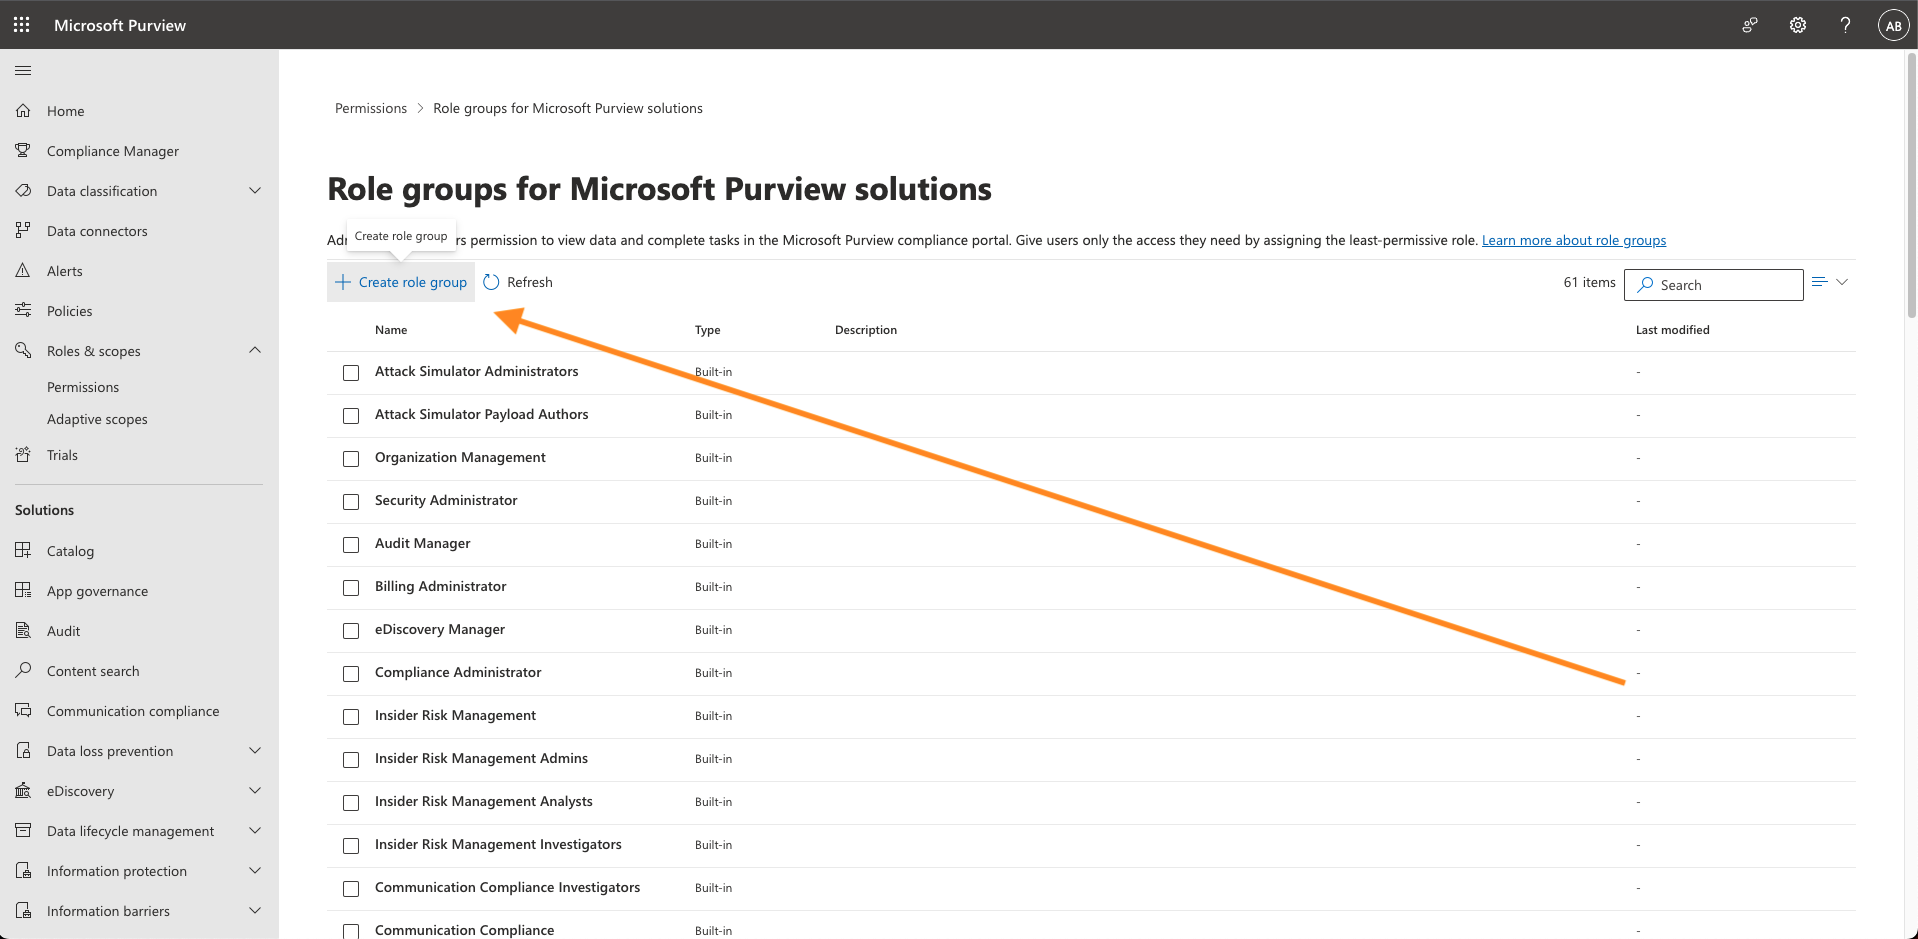 Microsoft Purview
AB
Home
Compliance Manager
Data classification
Data connectors
Alerts
Policies
Roles & scopes
Permissions
Adaptive scopes
Trials
Solutions
Catalog
App governance
Audit
Content search
Communication compliance
Data loss prevention
eDiscovery
Data lifecycle management
Information protection
Information barriers
Permissions > Role groups for Microsoft Purview solutions
Role groups for Microsoft Purview solutions
Create role group
permission to view data and complete tasks in the Microsoft Purview compliance portal. Give users only the access they need by assigning the least-permissive role. Learn more about role groups
Create role group Refresh 61 items Search
Name Type Description Last modified
Attack Simulator Administrators Built-in -
Attack Simulator Payload Authors Built-in -
Organization Management Built-in -
Security Administrator Built-in -
Audit Manager Built-in -
Billing Administrator Built-in -
eDiscovery Manager Built-in -
Compliance Administrator Built-in -
Insider Risk Management Built-in -
Insider Risk Management Admins Built-in -
Insider Risk Management Analysts Built-in -
Insider Risk Management Investigators Built-in -
Communication Compliance Investigators Built-in -
Communication Compliance Built-in -